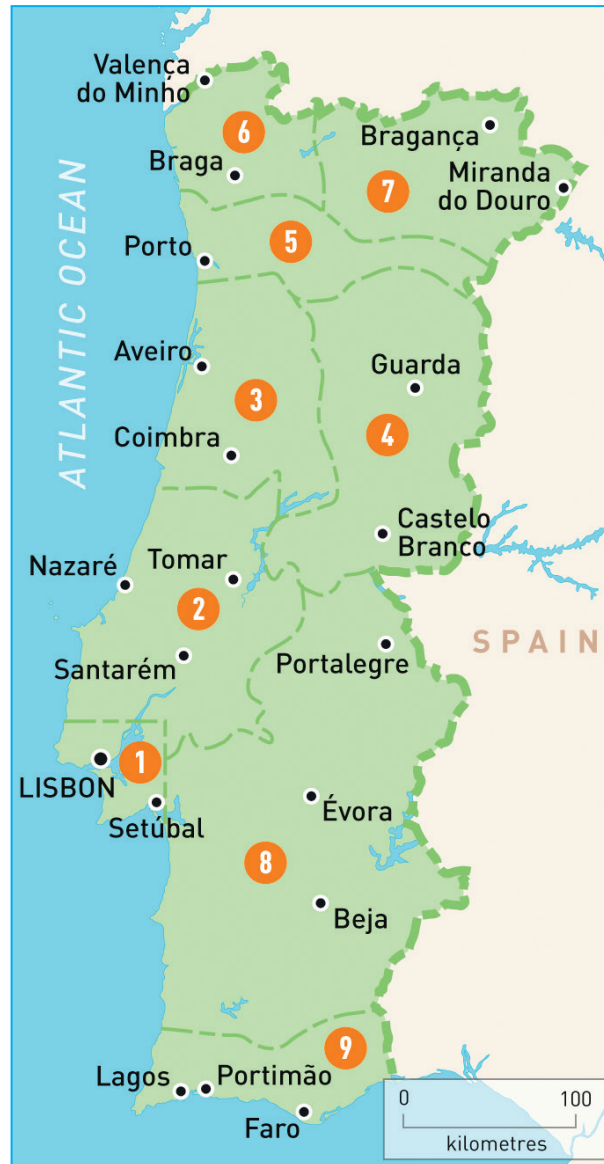 Valença
do Minho
6
Bragança
Braga
7
Miranda
do Douro
5
Porto
ATLANTIC OCEAN
Aveiro
Guarda
3
4
Coimbra
Castelo
Branco
Nazaré
Tomar
2
SPAIN
Santarém
Portalegre
1
LISBON
Setúbal
Évora
8
Beja
9
Lagos
Portimão
Faro
0 100
kilometres